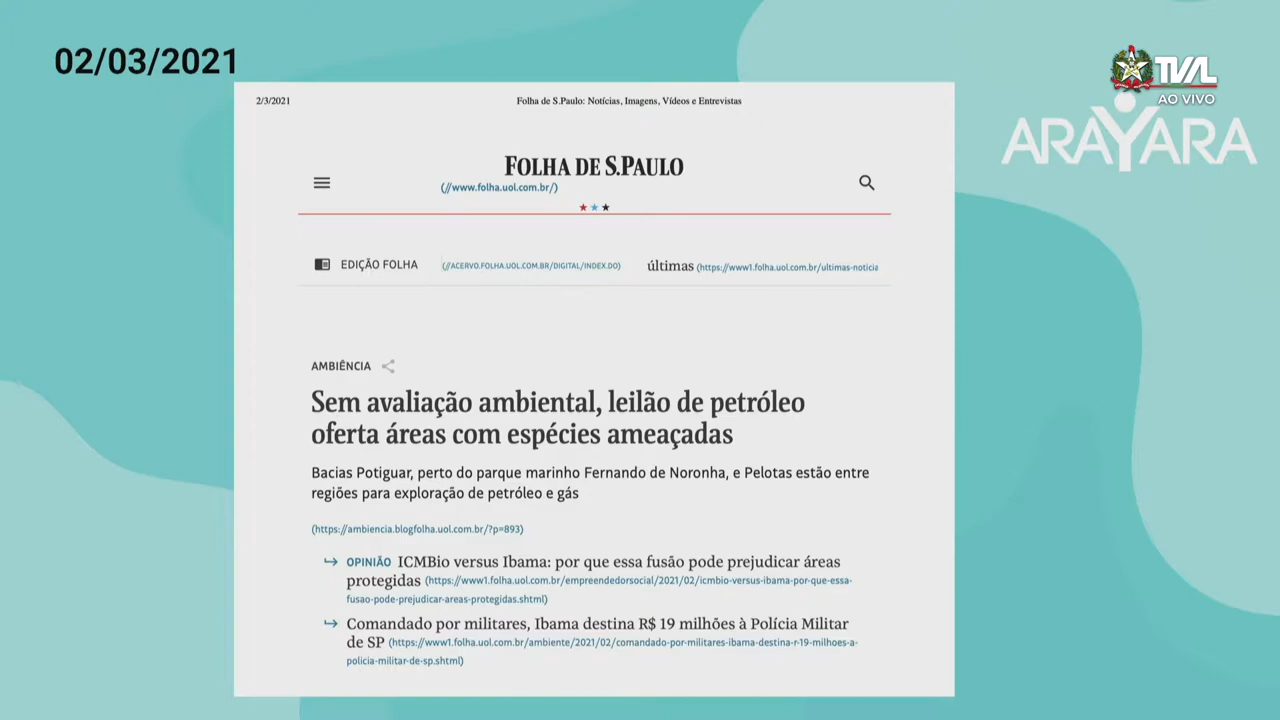 02/03/2021
TVAL
AO VIVO
ARAYARA
2/3/2021
Folha de S.Paulo: Notícias, Imagens, Vídeos e Entrevistas
FOLHA DE S.PAULO
(//www.folha.uol.com.br/)
EDIÇÃO FOLHA
(//ACERVO.FOLHA.UOL.COM.BR/DIGITAL/INDEX.DO)
últimas (https://www1.folha.uol.com.br/ultimas-noticia
AMBIÊNCIA
Sem avaliação ambiental, leilão de petróleo
oferta áreas com espécies ameaçadas
Bacias Potiguar, perto do parque marinho Fernando de Noronha, e Pelotas estão entre
regiões para exploração de petróleo e gás
(https://ambiencia.blogfolha.uol.com.br/?p=893)
OPINIÃO ICMBio versus Ibama: por que essa fusão pode prejudicar áreas
protegidas (https://www1.folha.uol.com.br/empreendedorsocial/2021/02/icmbio-versus-ibama-por-que-essa-
fusao-pode-prejudicar-areas-protegidas.shtml)
Comandado por militares, Ibama destina R$ 19 milhões à Polícia Militar
de SP (https://www1.folha.uol.com.br/ambiente/2021/02/comandado-por-militares-ibama-destina-r-19-milhoes-a-
policia-militar-de-sp.shtml)